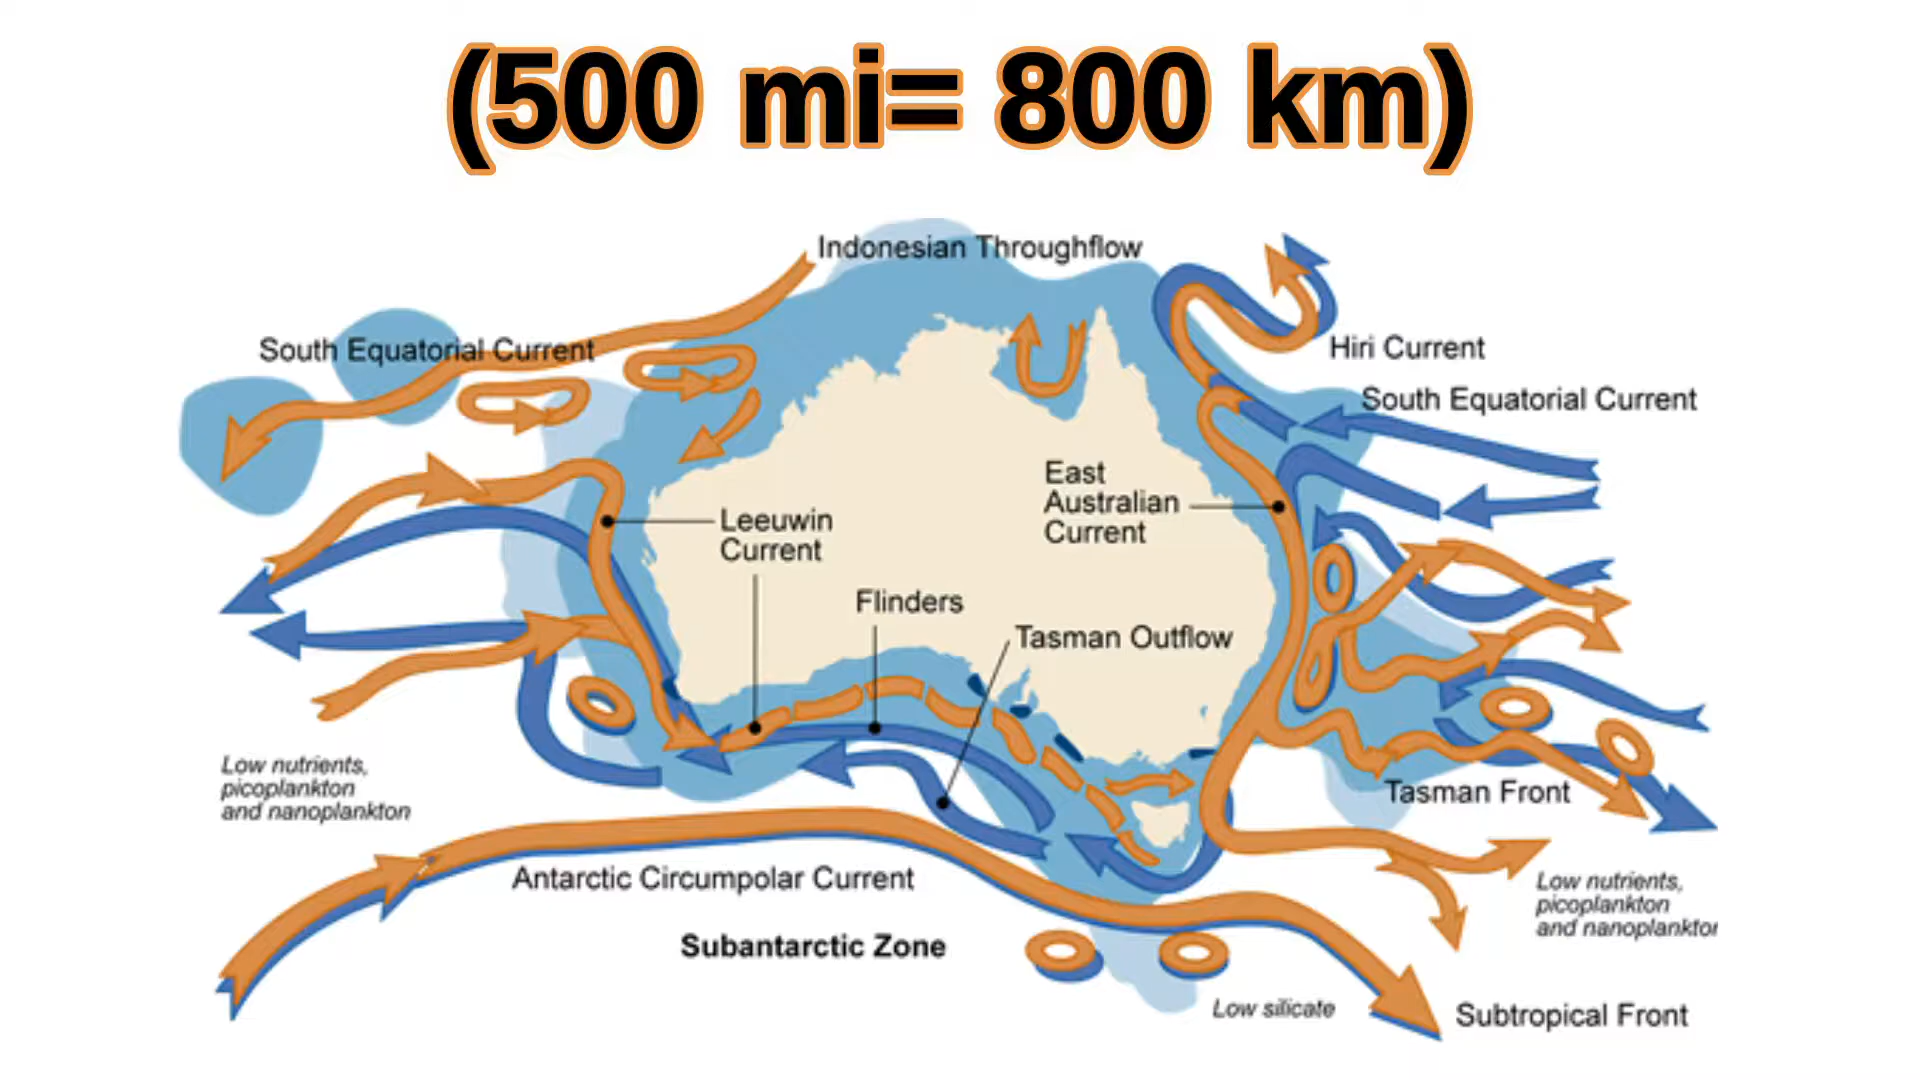 (500 mi= 800 km)
Indonesian Throughflow
South Equatorial Current
Hiri Current
South Equatorial Current
East
Australian
Current
Leeuwin
Current
Flinders
Tasman Outflow
Low nutrients,
picoplankton
and nanoplankton
Tasman Front
Antarctic Circumpolar Current
Low nutrients,
picoplankton
and nanoplankton
Subantarctic Zone
Low silicate
Subtropical Front